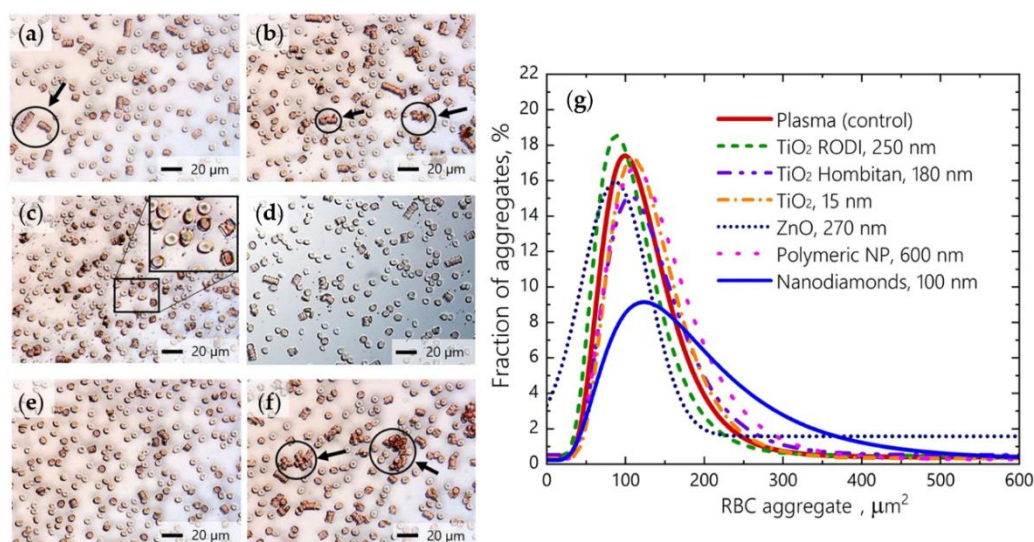 (a)
20 μm
(b)
20 μm
(c)
20 μm
(d)
20 μm
(e)
20 μm
(f)
20 μm
(g)
Fraction of aggregates, %
22
20
18
16
14
12
10
8
6
4
2
0
Plasma (control)
TiO₂ RODI, 250 nm
TiO₂ Hombitan, 180 nm
TiO₂, 15 nm
ZnO, 270 nm
Polymeric NP, 600 nm
Nanodiamonds, 100 nm
0 100 200 300 400 500 600
RBC aggregate , μm²